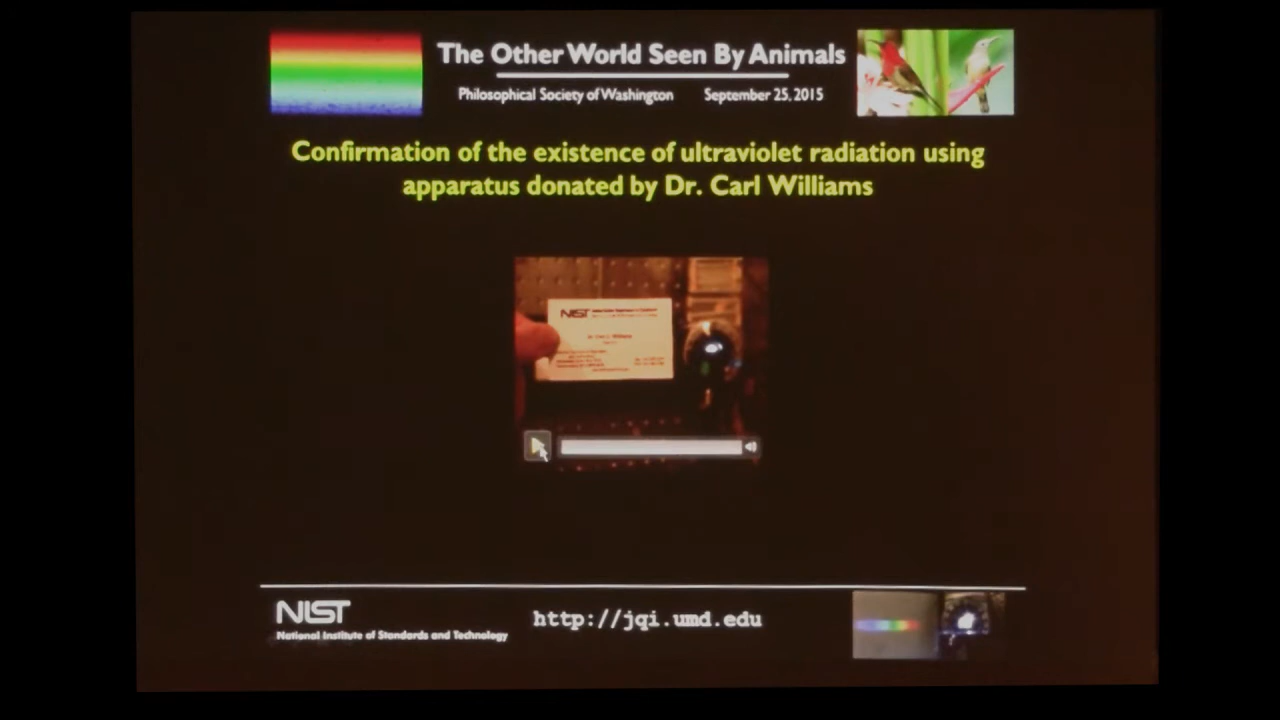 The Other World Seen By Animals
Philosophical Society of Washington September 25, 2015
Confirmation of the existence of ultraviolet radiation using
apparatus donated by Dr. Carl Williams
NIST
NIST
National Institute of Standards and Technology
http://jqi.umd.edu